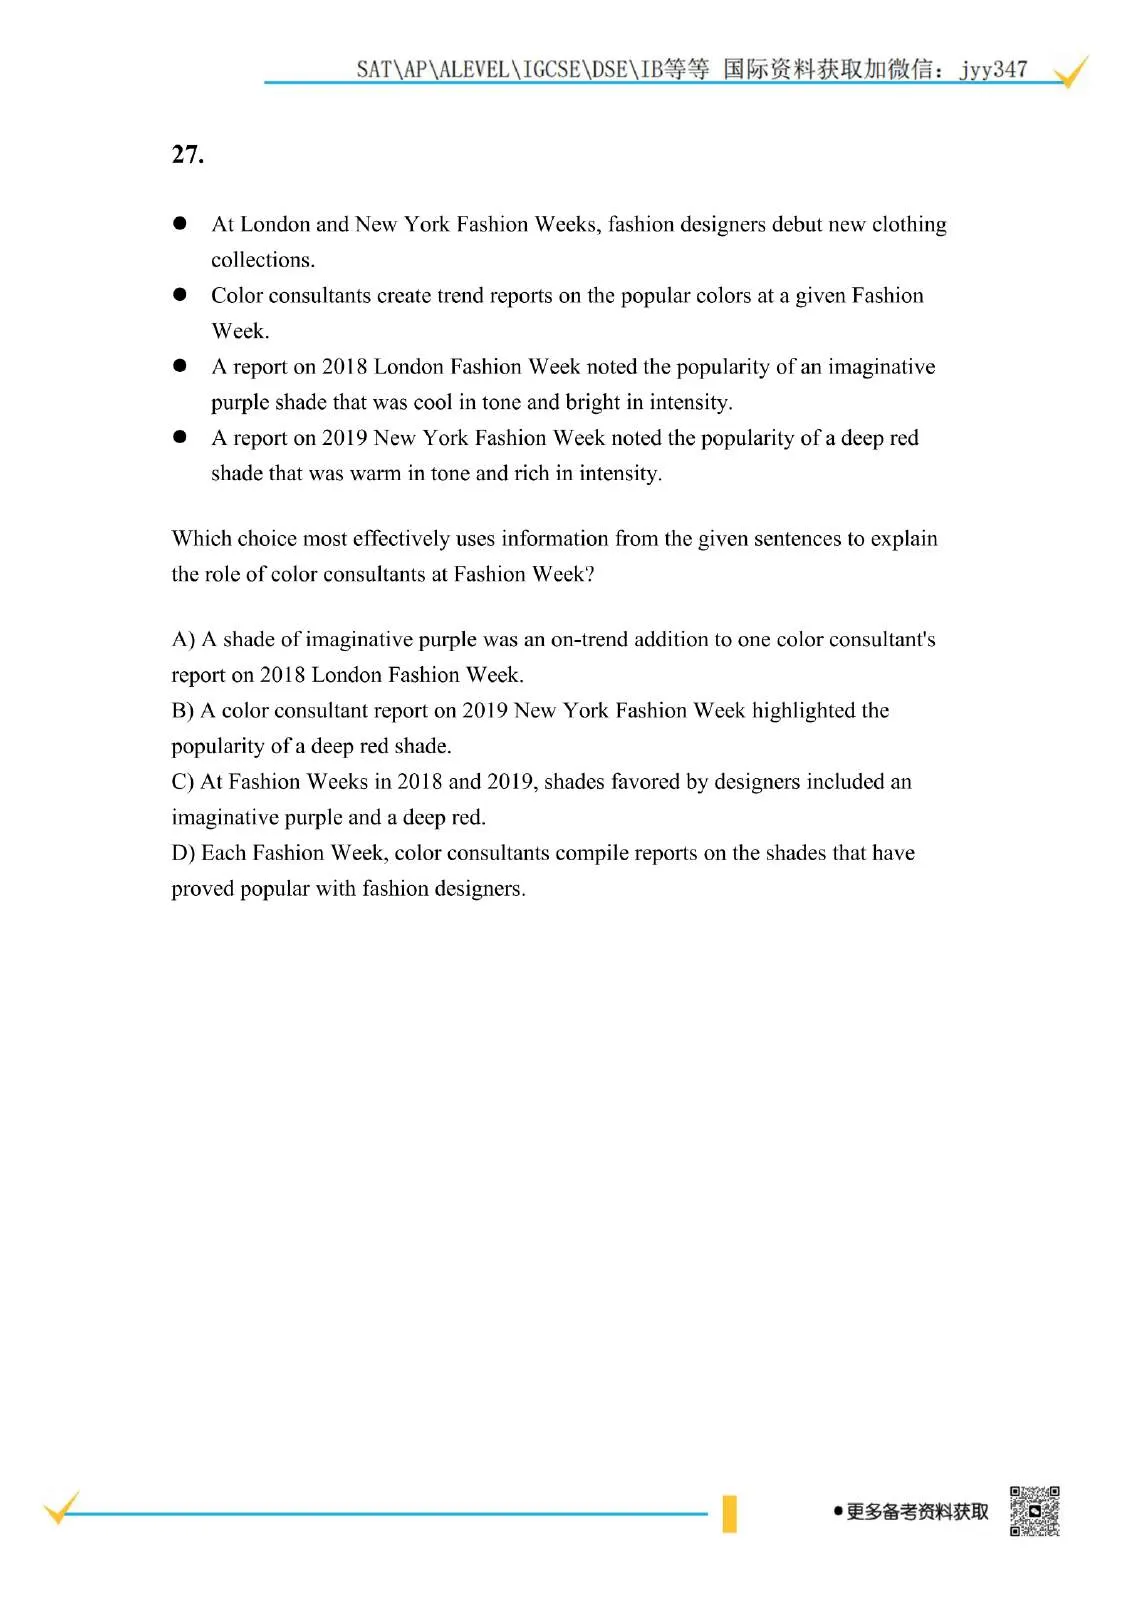 SAT\AP\ALEVEL\IGCSE\DSE\IB等等 国际资料获取加微信：jyy347
27.
● At London and New York Fashion Weeks, fashion designers debut new clothing
collections.
● Color consultants create trend reports on the popular colors at a given Fashion
Week.
● A report on 2018 London Fashion Week noted the popularity of an imaginative
purple shade that was cool in tone and bright in intensity.
● A report on 2019 New York Fashion Week noted the popularity of a deep red
shade that was warm in tone and rich in intensity.
Which choice most effectively uses information from the given sentences to explain
the role of color consultants at Fashion Week?
A) A shade of imaginative purple was an on-trend addition to one color consultant's
report on 2018 London Fashion Week.
B) A color consultant report on 2019 New York Fashion Week highlighted the
popularity of a deep red shade.
C) At Fashion Weeks in 2018 and 2019, shades favored by designers included an
imaginative purple and a deep red.
D) Each Fashion Week, color consultants compile reports on the shades that have
proved popular with fashion designers.
●更多备考资料获取